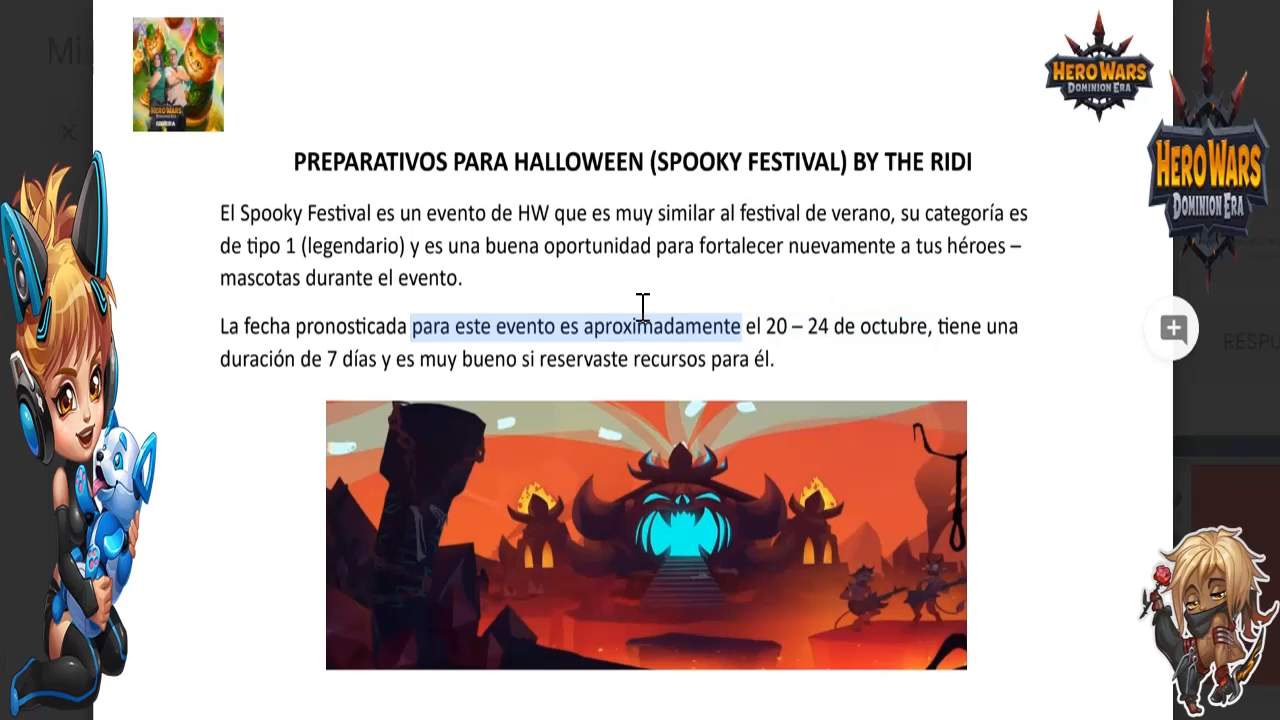 Mi
HERO WARS
DOMINION ERA
HERO WARS
HERO WARS
DOMINION ERA
PREPARATIVOS PARA HALLOWEEN (SPOOKY FESTIVAL) BY THE RIDI
El Spooky Festival es un evento de HW que es muy similar al festival de verano, su categoría es
de tipo 1 (legendario) y es una buena oportunidad para fortalecer nuevamente a tus héroes –
mascotas durante el evento.
La fecha pronosticada para este evento es aproximadamente el 20 – 24 de octubre, tiene una
duración de 7 días y es muy bueno si reservaste recursos para él.
RESPU